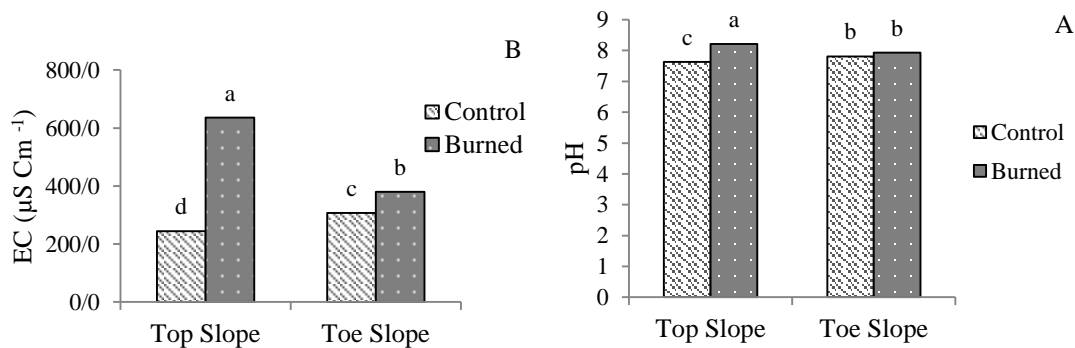 B
EC (µS Cm -1)
800/0
600/0
400/0
200/0
0/0
d
a
c
b
Top Slope
Toe Slope
Control
Burned
A
pH
9
8
7
6
5
4
3
2
1
0
c
a
b
b
Top Slope
Toe Slope
Control
Burned